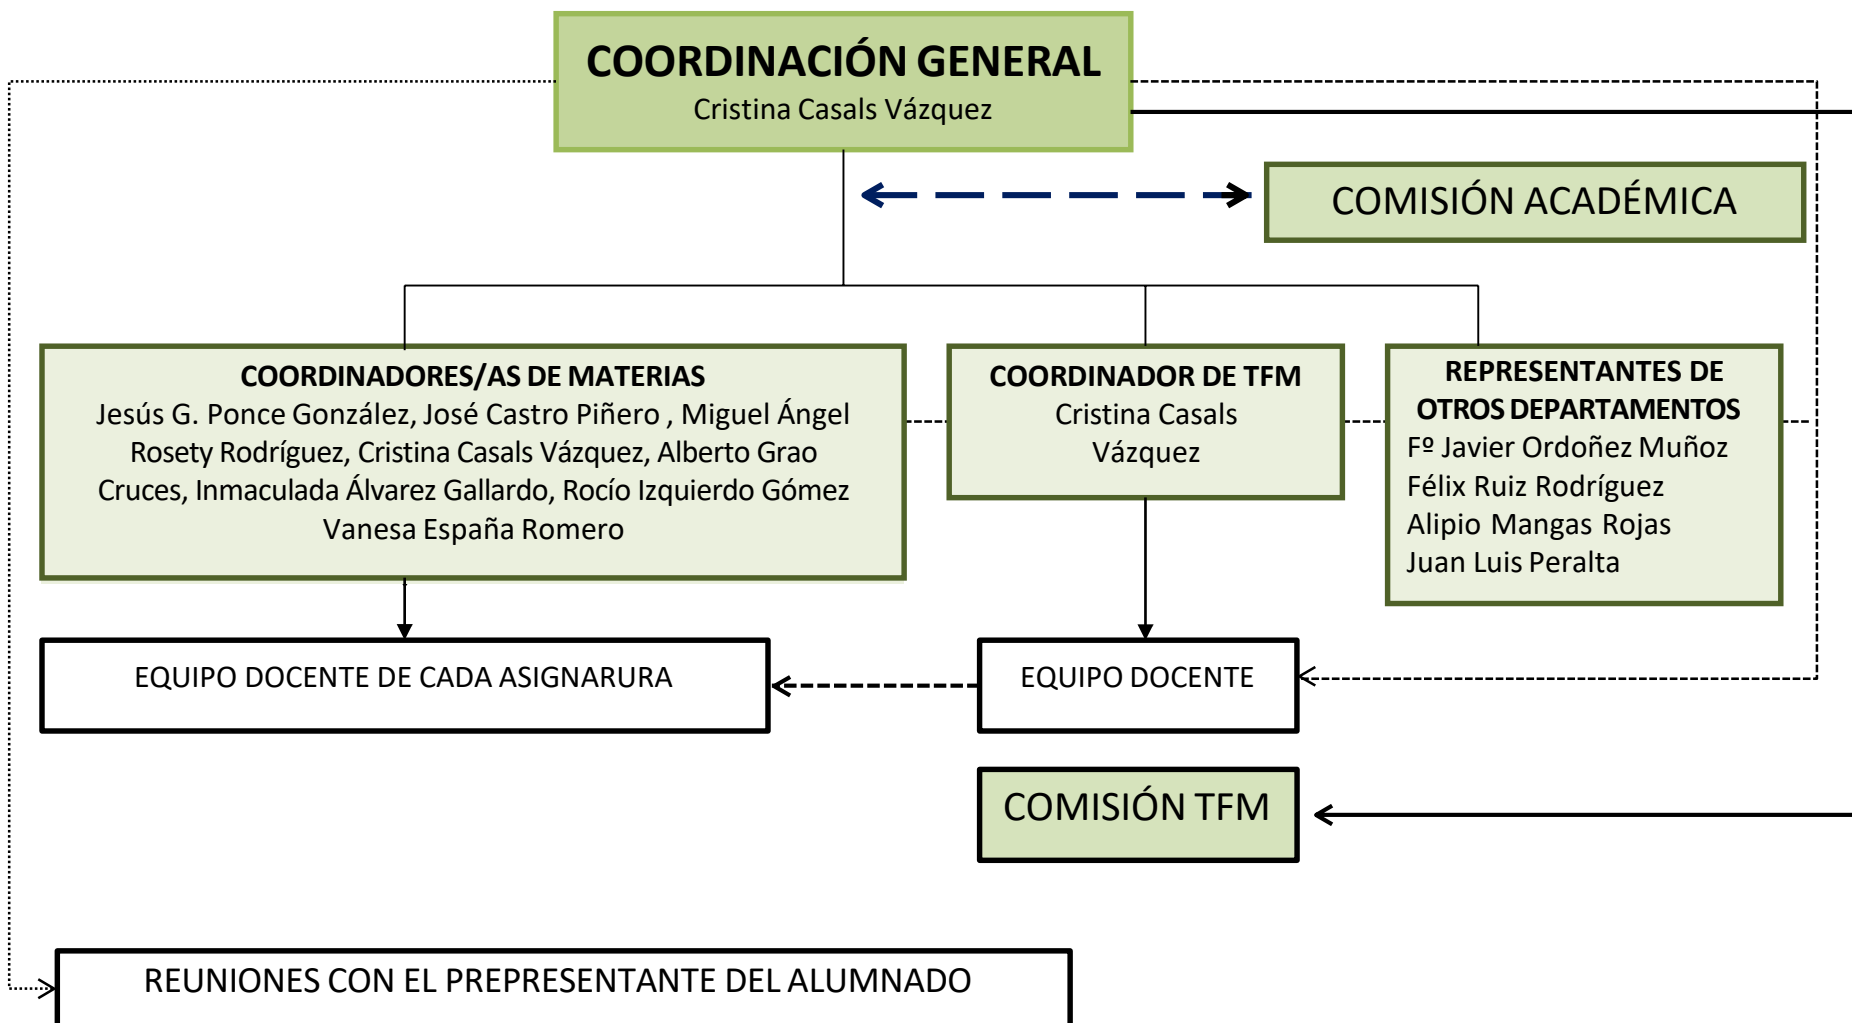 COORDINACIÓN GENERAL
Cristina Casals Vázquez
COMISIÓN ACADÉMICA
COORDINADORES/AS DE MATERIAS
Jesús G. Ponce González, José Castro Piñero , Miguel Ángel
Rosety Rodríguez, Cristina Casals Vázquez, Alberto Grao
Cruces, Inmaculada Álvarez Gallardo, Rocío Izquierdo Gómez
Vanesa España Romero
COORDINADOR DE TFM
Cristina Casals
Vázquez
REPRESENTANTES DE
OTROS DEPARTAMENTOS
Fº Javier Ordoñez Muñoz
Félix Ruiz Rodríguez
Alipio Mangas Rojas
Juan Luis Peralta
EQUIPO DOCENTE DE CADA ASIGNARURA
EQUIPO DOCENTE
COMISIÓN TFM
REUNIONES CON EL PREPRESENTANTE DEL ALUMNADO